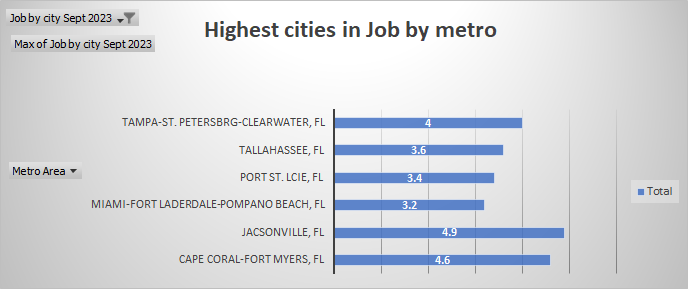 Job by city Sept 2023
Highest cities in Job by metro
Max of Job by city Sept 2023
TAMPA-ST. PETERSBRG-CLEARWATER, FL 4
TALLAHASSEE, FL 3.6
PORT ST. LCIE, FL 3.4
Metro Area
MIAMI-FORT LADERDALE-POMPANO BEACH, FL 3.2
JACSONVILLE, FL 4.9
CAPE CORAL-FORT MYERS, FL 4.6
Total